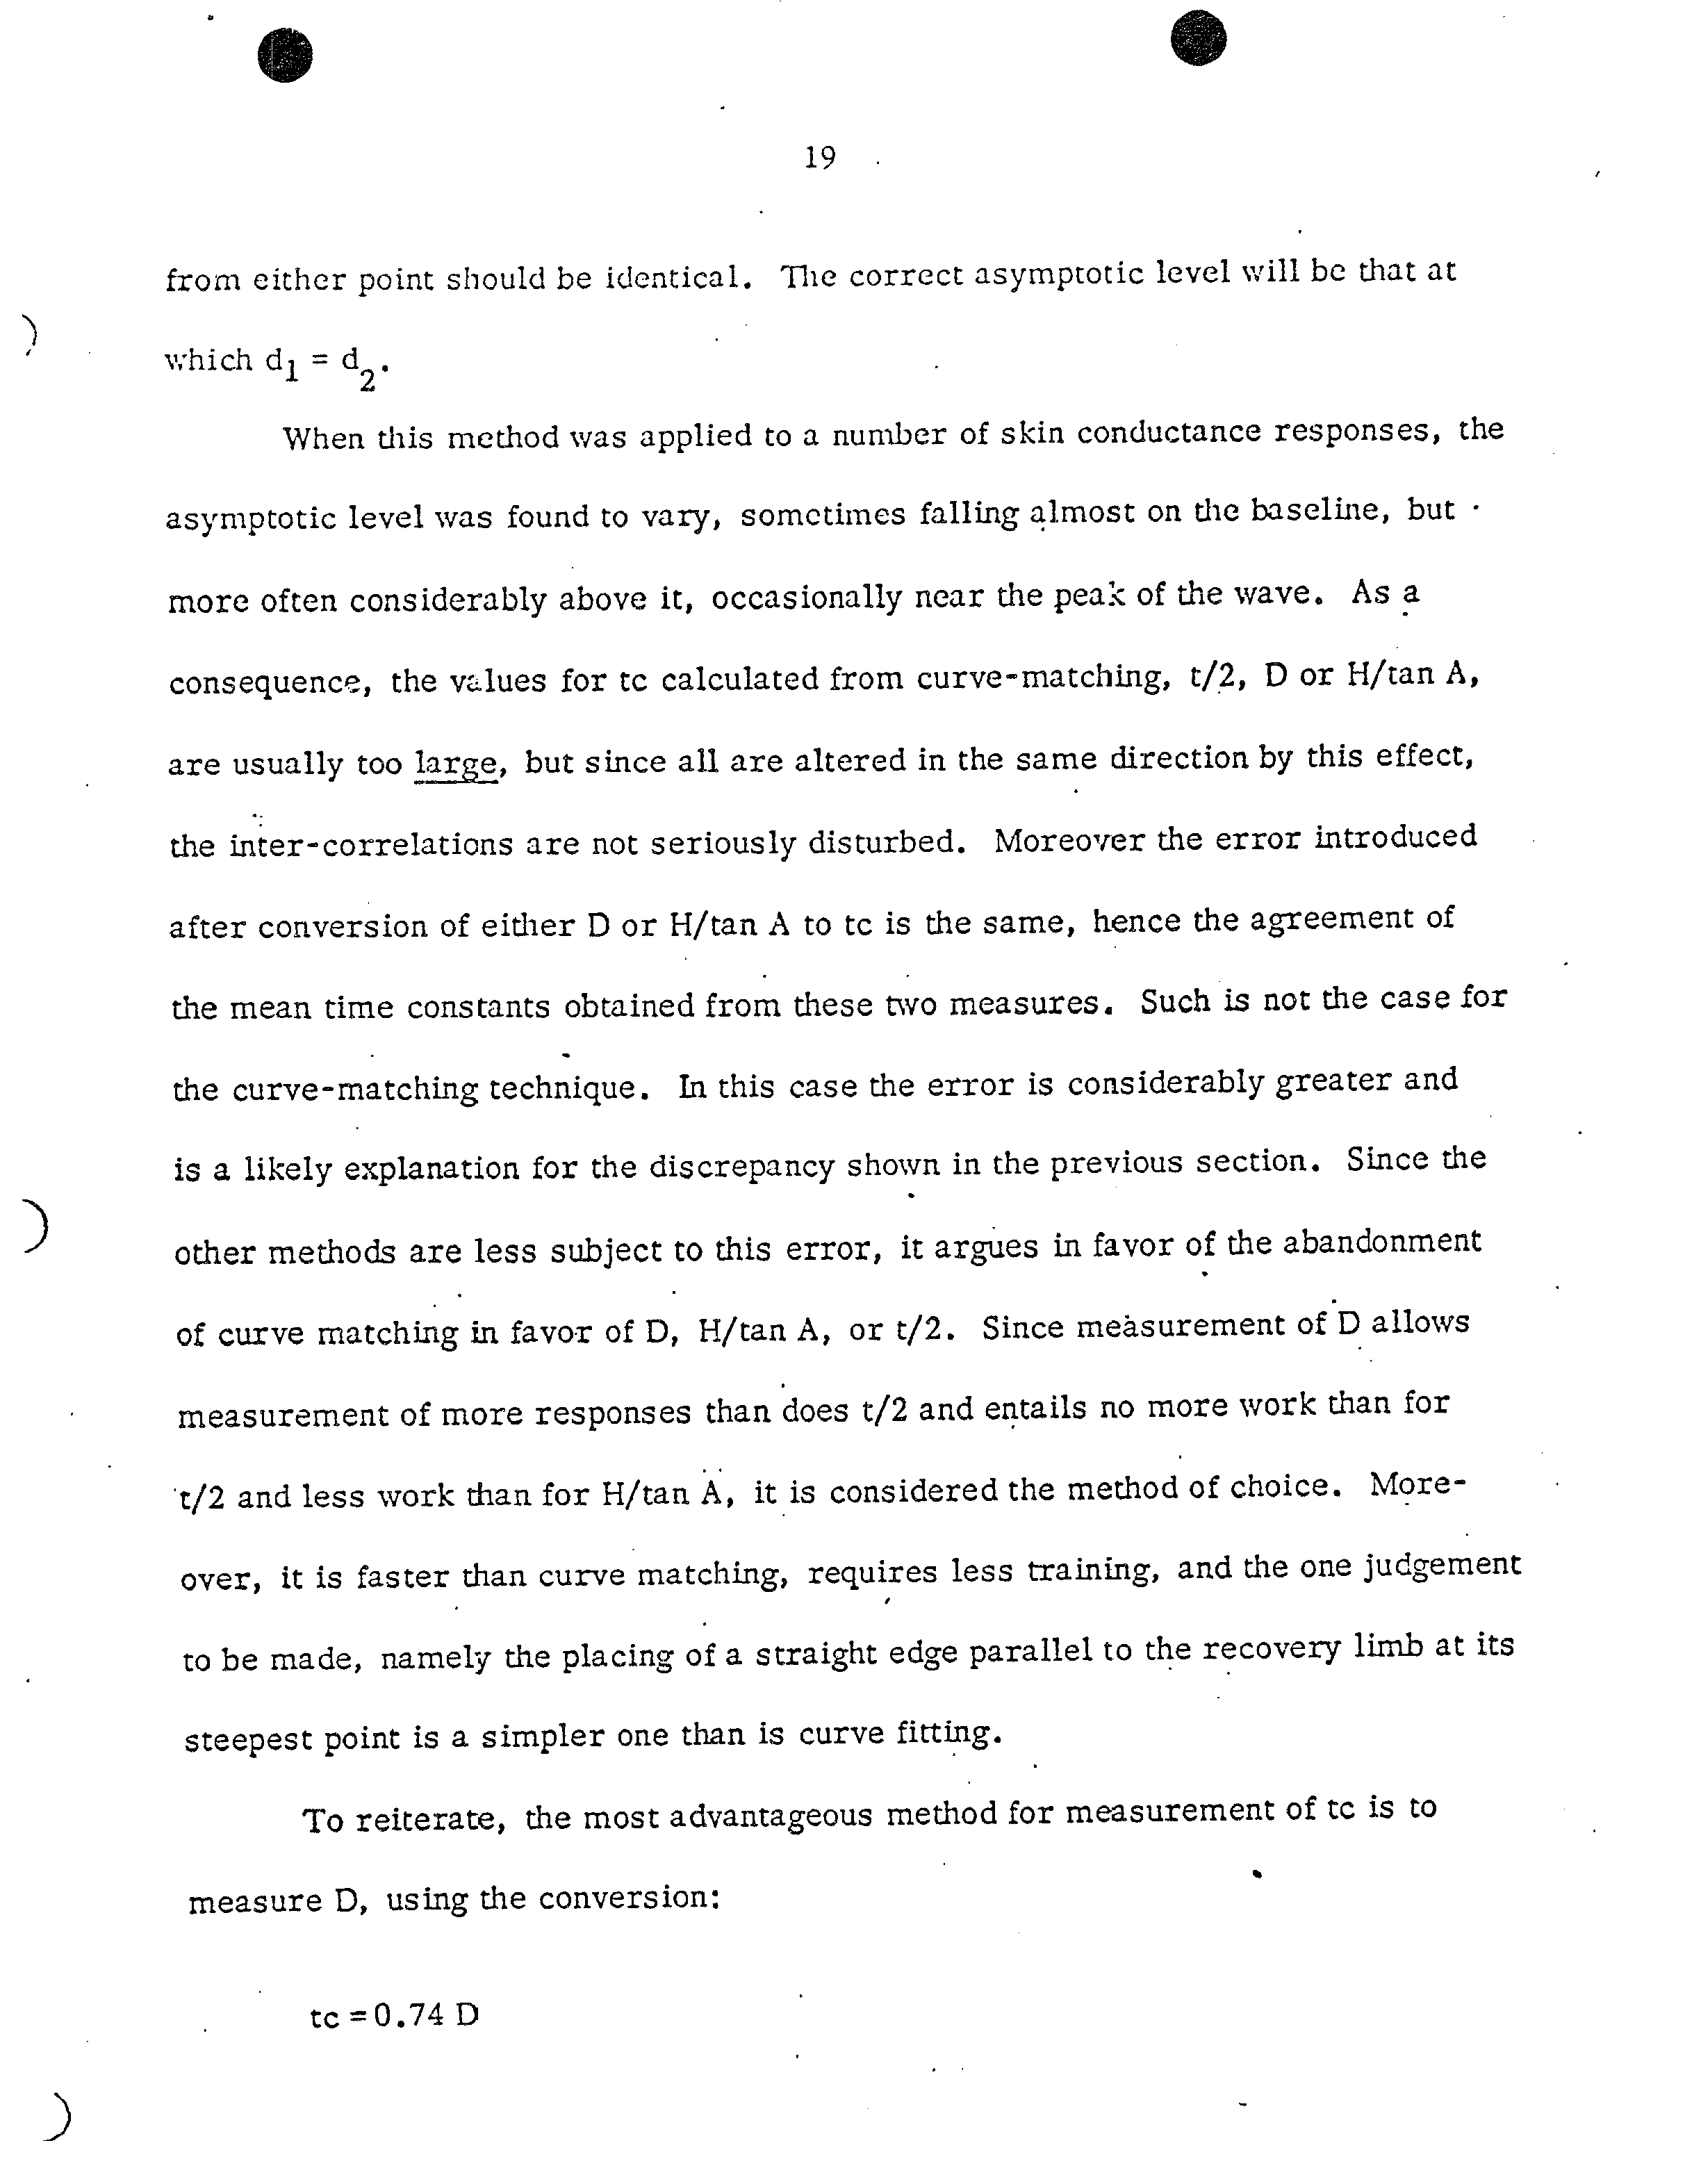 19
from either point should be identical. The correct asymptotic level will be that at
which d1 = d2.
When this method was applied to a number of skin conductance responses, the
asymptotic level was found to vary, sometimes falling almost on the baseline, but
more often considerably above it, occasionally near the peak of the wave. As a
consequence, the values for tc calculated from curve-matching, t/2, D or H/tan A,
are usually too large, but since all are altered in the same direction by this effect,
the inter-correlations are not seriously disturbed. Moreover the error introduced
after conversion of either D or H/tan A to tc is the same, hence the agreement of
the mean time constants obtained from these two measures. Such is not the case for
the curve-matching technique. In this case the error is considerably greater and
is a likely explanation for the discrepancy shown in the previous section. Since the
other methods are less subject to this error, it argues in favor of the abandonment
of curve matching in favor of D, H/tan A, or t/2. Since measurement of D allows
measurement of more responses than does t/2 and entails no more work than for
t/2 and less work than for H/tan A, it is considered the method of choice. More-
over, it is faster than curve matching, requires less training, and the one judgement
to be made, namely the placing of a straight edge parallel to the recovery limb at its
steepest point is a simpler one than is curve fitting.
To reiterate, the most advantageous method for measurement of tc is to
measure D, using the conversion:
tc = 0.74 D